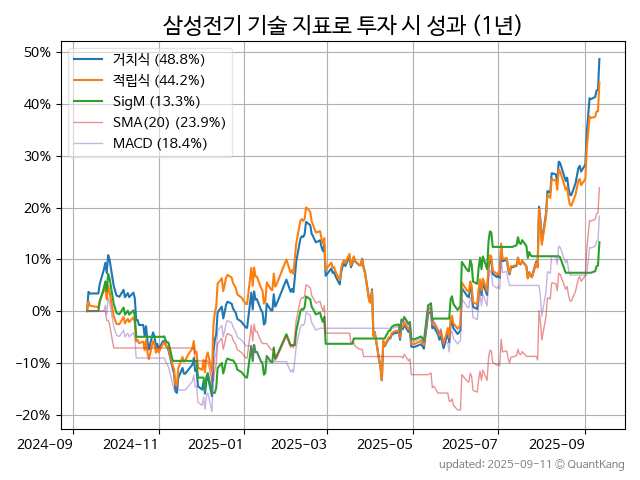 삼성전기 기술 지표로 투자 시 성과 (1년)
거치식 (48.8%)
적립식 (44.2%)
SigM (13.3%)
SMA(20) (23.9%)
MACD (18.4%)
50%
40%
30%
20%
10%
0%
−10%
−20%
2024-09
2024-11
2025-01
2025-03
2025-05
2025-07
2025-09
updated: 2025-09-11 © QuantKang